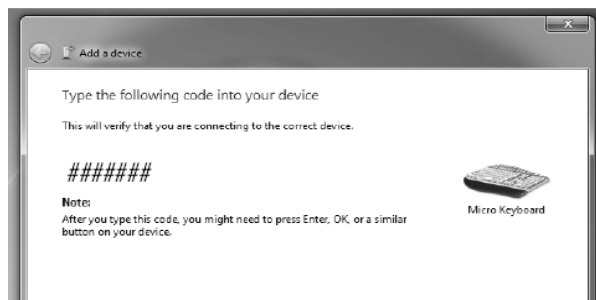 Add a device
Type the following code into your device
This will verify that you are connecting to the correct device.
#######
Micro Keyboard
Note:
After you type this code, you might need to press Enter, OK, or a similar
button on your device.